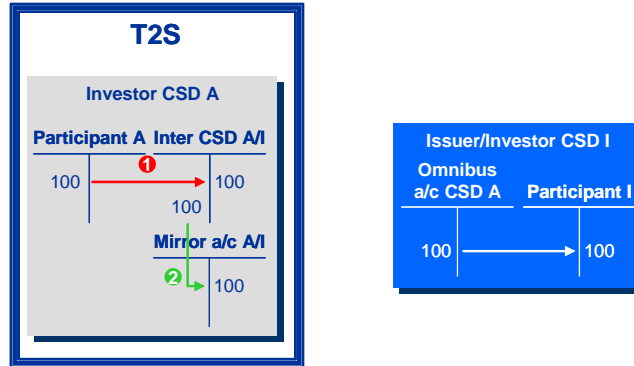 T2S
Investor CSD A
Participant A Inter CSD A/I
1
100 100
100
Mirror a/c A/I
2
100
Issuer/Investor CSD I
Omnibus
a/c CSD A Participant I
100 100